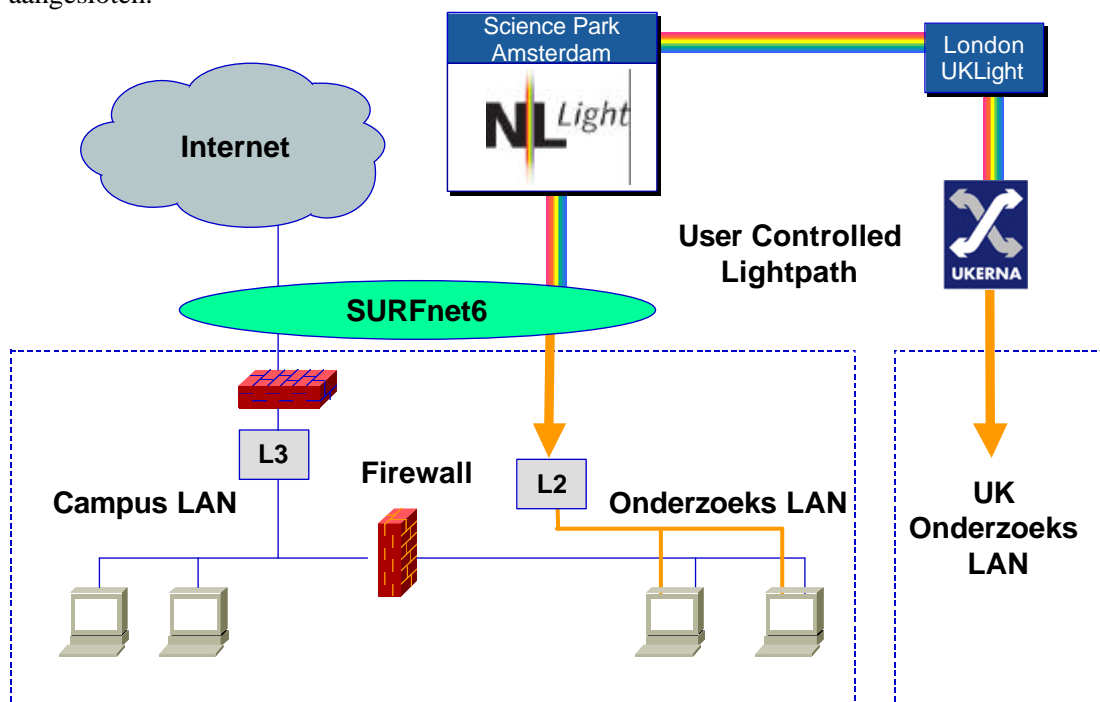 aangesloten.
Science Park
Amsterdam
NL Light
London
UKLight
Internet
UKERNA
User Controlled
Lightpath
SURFnet6
L3
Firewall
L2
Campus LAN
Onderzoeks LAN
UK
Onderzoeks
LAN